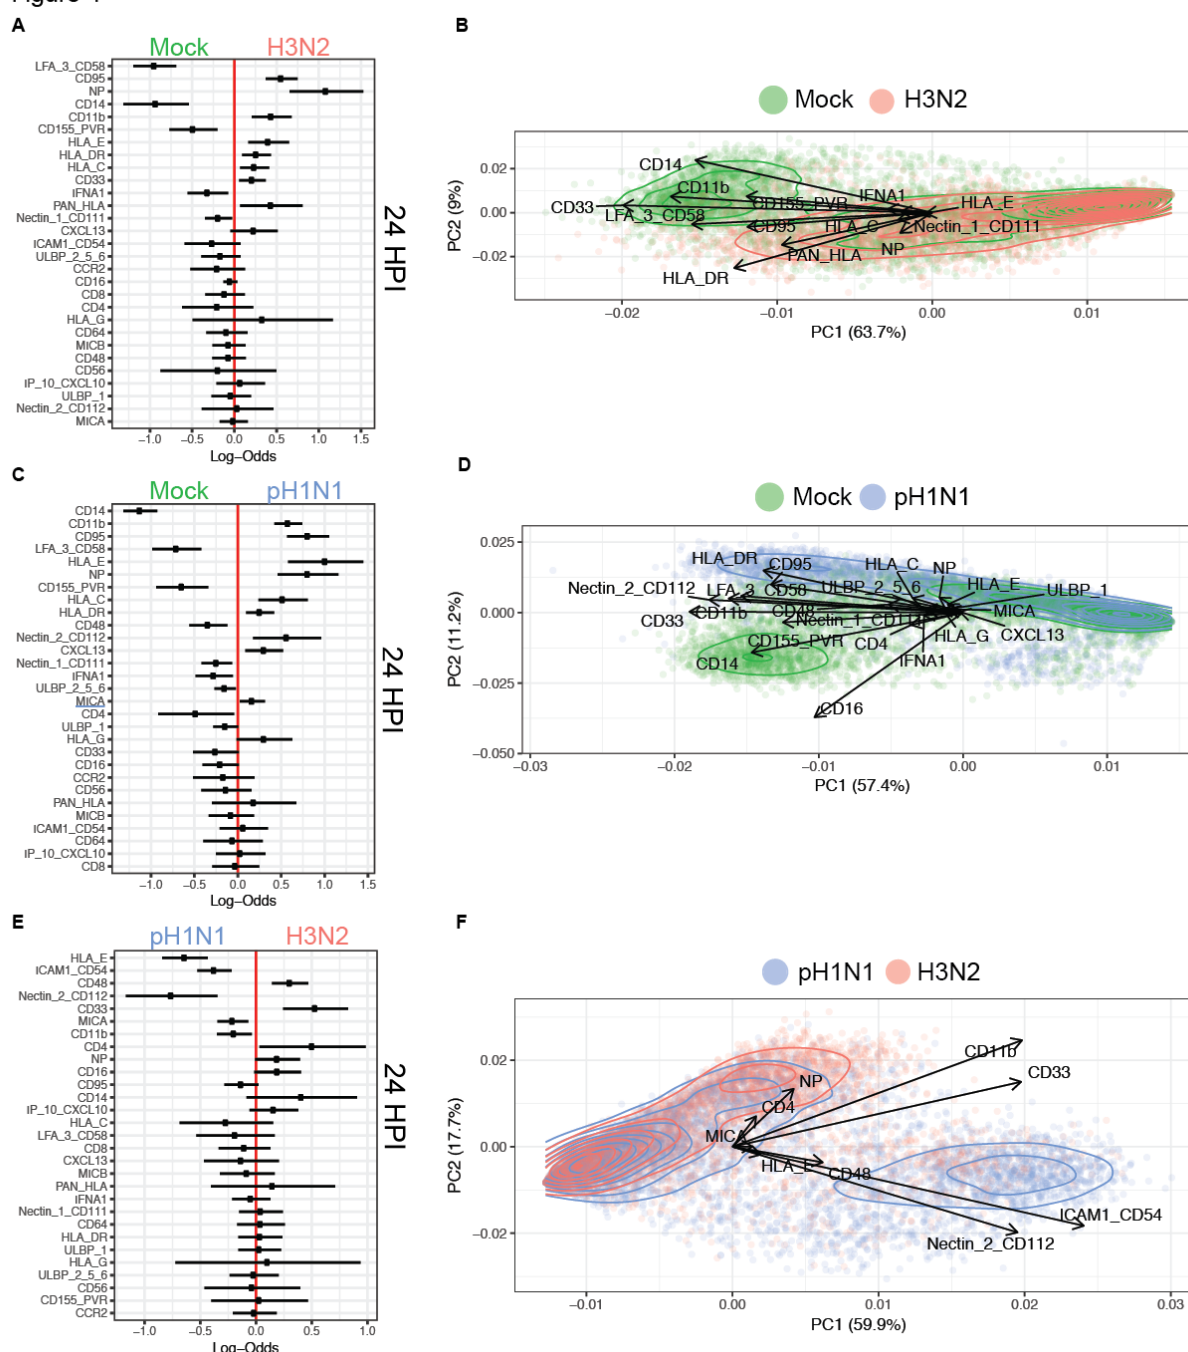 A
Mock H3N2
LFA_3_CD58
CD95
NP
CD14
CD11b
CD155_PVR
HLA_E
HLA_DR
HLA_C
CD33
IFNA1
PAN_HLA
Nectin_1_CD111
CXCL13
ICAM1_CD54
ULBP_2_5_6
CCR2
CD16
CD8
CD4
HLA_G
CD64
MICB
CD48
CD56
IP_10_CXCL10
ULBP_1
Nectin_2_CD112
MICA
−1.0 −0.5 0.0 0.5 1.0 1.5
Log−Odds
24 HPI
B
Mock H3N2
PC2 (9%)
0.02
0.00
−0.02
CD14
CD11b
CD33
LFA_3_CD58
CD155_PVR
IFNA1
HLA_E
CD95
HLA_C
Nectin_1_CD111
NP
PAN_HLA
HLA_DR
−0.02 −0.01 0.00 0.01
PC1 (63.7%)
C
Mock pH1N1
CD14
CD11b
CD95
LFA_3_CD58
HLA_E
NP
CD155_PVR
HLA_C
HLA_DR
CD48
Nectin_2_CD112
CXCL13
Nectin_1_CD111
IFNA1
ULBP_2_5_6
MICA
CD4
ULBP_1
HLA_G
CD33
CD16
CCR2
CD56
PAN_HLA
MICB
ICAM1_CD54
CD64
IP_10_CXCL10
CD8
−1.0 −0.5 0.0 0.5 1.0 1.5
Log−Odds
24 HPI
D
Mock pH1N1
PC2 (11.2%)
0.025
0.000
−0.025
−0.050
HLA_DR
CD95
HLA_C
NP
Nectin_2_CD112
LFA_3_CD58
ULBP_2_5_6
HLA_E
ULBP_1
CD33
CD11b
CD48
Nectin_1_CD111
MICA
CD155_PVR
CD4
HLA_G
CXCL13
CD14
IFNA1
CD16
−0.03 −0.02 −0.01 0.00 0.01
PC1 (57.4%)
E
pH1N1 H3N2
HLA_E
ICAM1_CD54
CD48
Nectin_2_CD112
CD33
MICA
CD11b
CD4
NP
CD16
CD95
CD14
IP_10_CXCL10
HLA_C
LFA_3_CD58
CD8
CXCL13
MICB
PAN_HLA
IFNA1
Nectin_1_CD111
CD64
HLA_DR
ULBP_1
HLA_G
ULBP_2_5_6
CD56
CD155_PVR
CCR2
−1.0 −0.5 0.0 0.5 1.0
Log−Odds
24 HPI
F
pH1N1 H3N2
PC2 (17.7%)
0.02
0.00
−0.02
CD11b
CD33
NP
CD4
MICA
HLA_E
CD48
ICAM1_CD54
Nectin_2_CD112
−0.01 0.00 0.01 0.02 0.03
PC1 (59.9%)